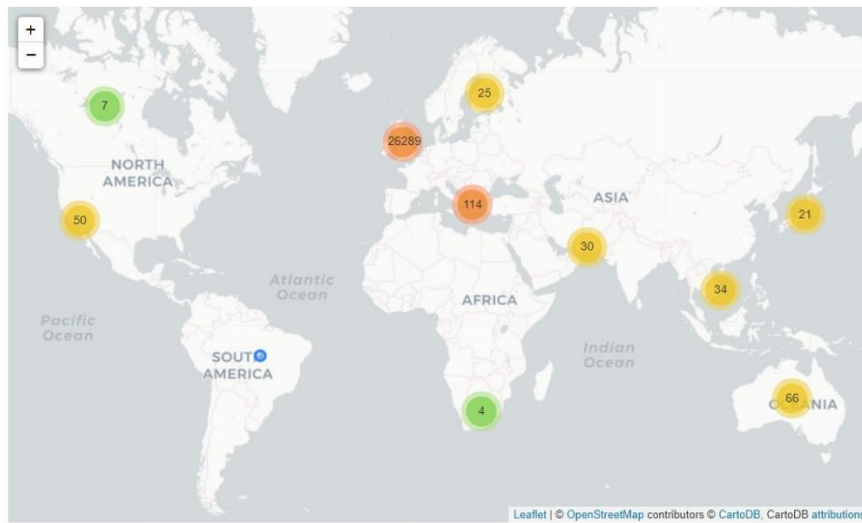 +
−
7
25
26289
NORTH
AMERICA
ASIA
50
114
21
30
34
Atlantic
Ocean
AFRICA
Pacific
Ocean
SOUTH
AMERICA
Indian
Ocean
4
66
OCEANIA
Leaflet | © OpenStreetMap contributors © CartoDB, CartoDB attributions